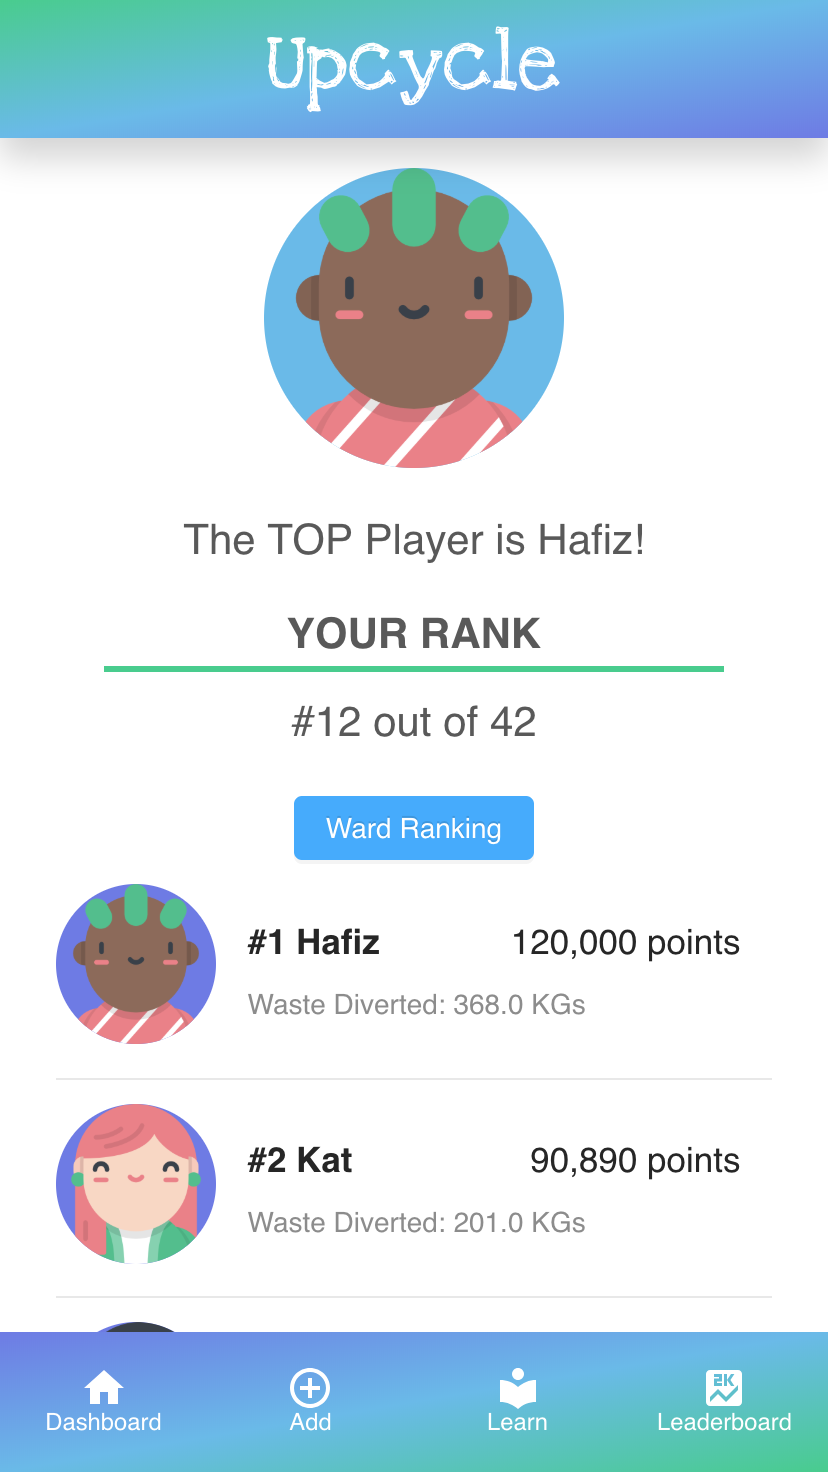 Upcycle
The TOP Player is Hafiz!
YOUR RANK
#12 out of 42
Ward Ranking
#1 Hafiz 120,000 points
Waste Diverted: 368.0 KGs
#2 Kat 90,890 points
Waste Diverted: 201.0 KGs
2K
Dashboard Add Learn Leaderboard